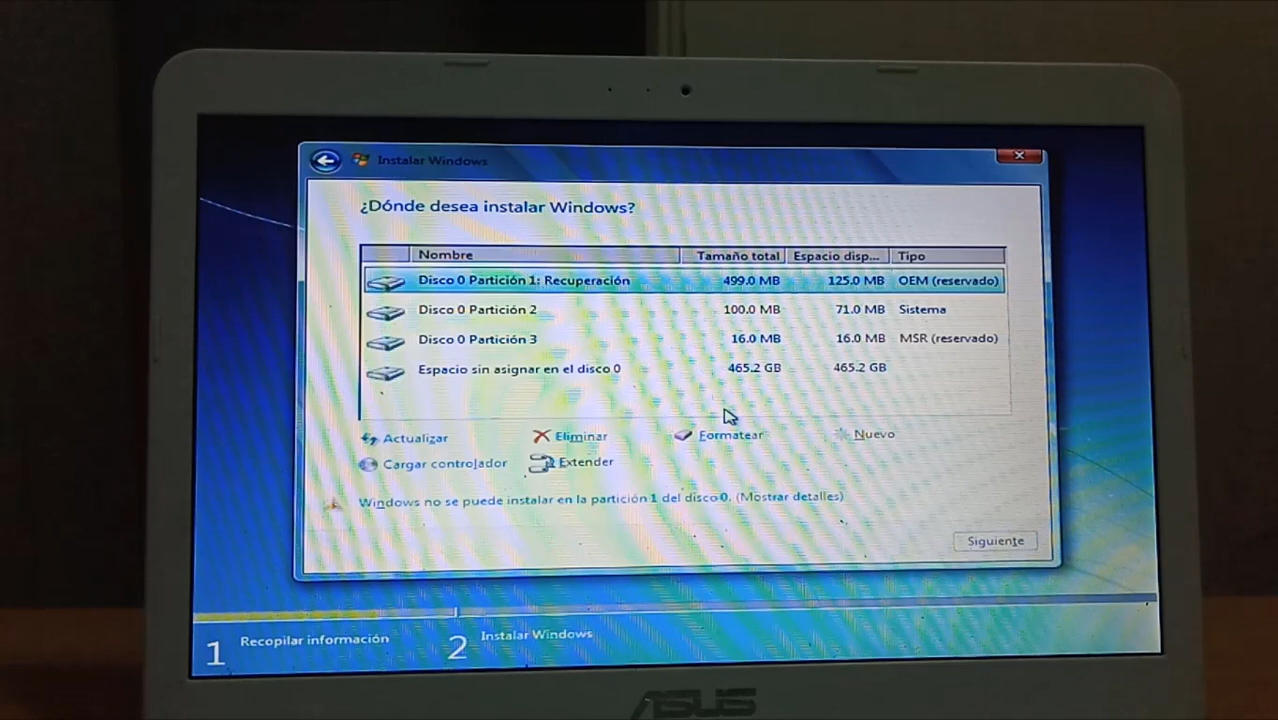 Instalar Windows
¿Dónde desea instalar Windows?
Nombre Tamaño total Espacio disp... Tipo
Disco 0 Partición 1: Recuperación 499.0 MB 125.0 MB OEM (reservado)
Disco 0 Partición 2 100.0 MB 71.0 MB Sistema
Disco 0 Partición 3 16.0 MB 16.0 MB MSR (reservado)
Espacio sin asignar en el disco 0 465.2 GB 465.2 GB
Actualizar Eliminar Formatear Nuevo
Cargar controlador Extender
Windows no se puede instalar en la partición 1 del disco 0. (Mostrar detalles)
Siguiente
1 Recopilar información 2 Instalar Windows
ASUS